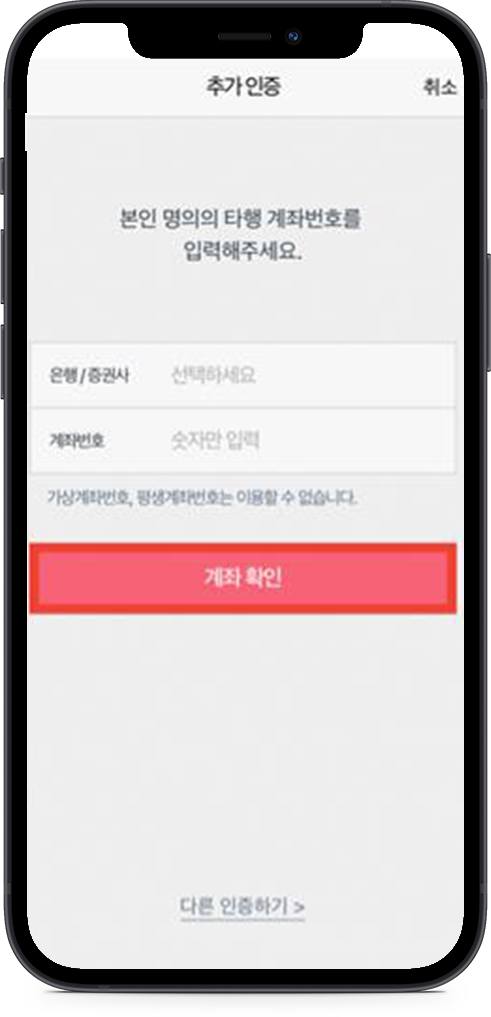 추가 인증
취소
본인 명의의 타행 계좌번호를
입력해주세요.
은행 / 증권사 선택하세요
계좌번호 숫자만 입력
가상계좌번호, 평생계좌번호는 이용할 수 없습니다.
계좌 확인
다른 인증하기 >